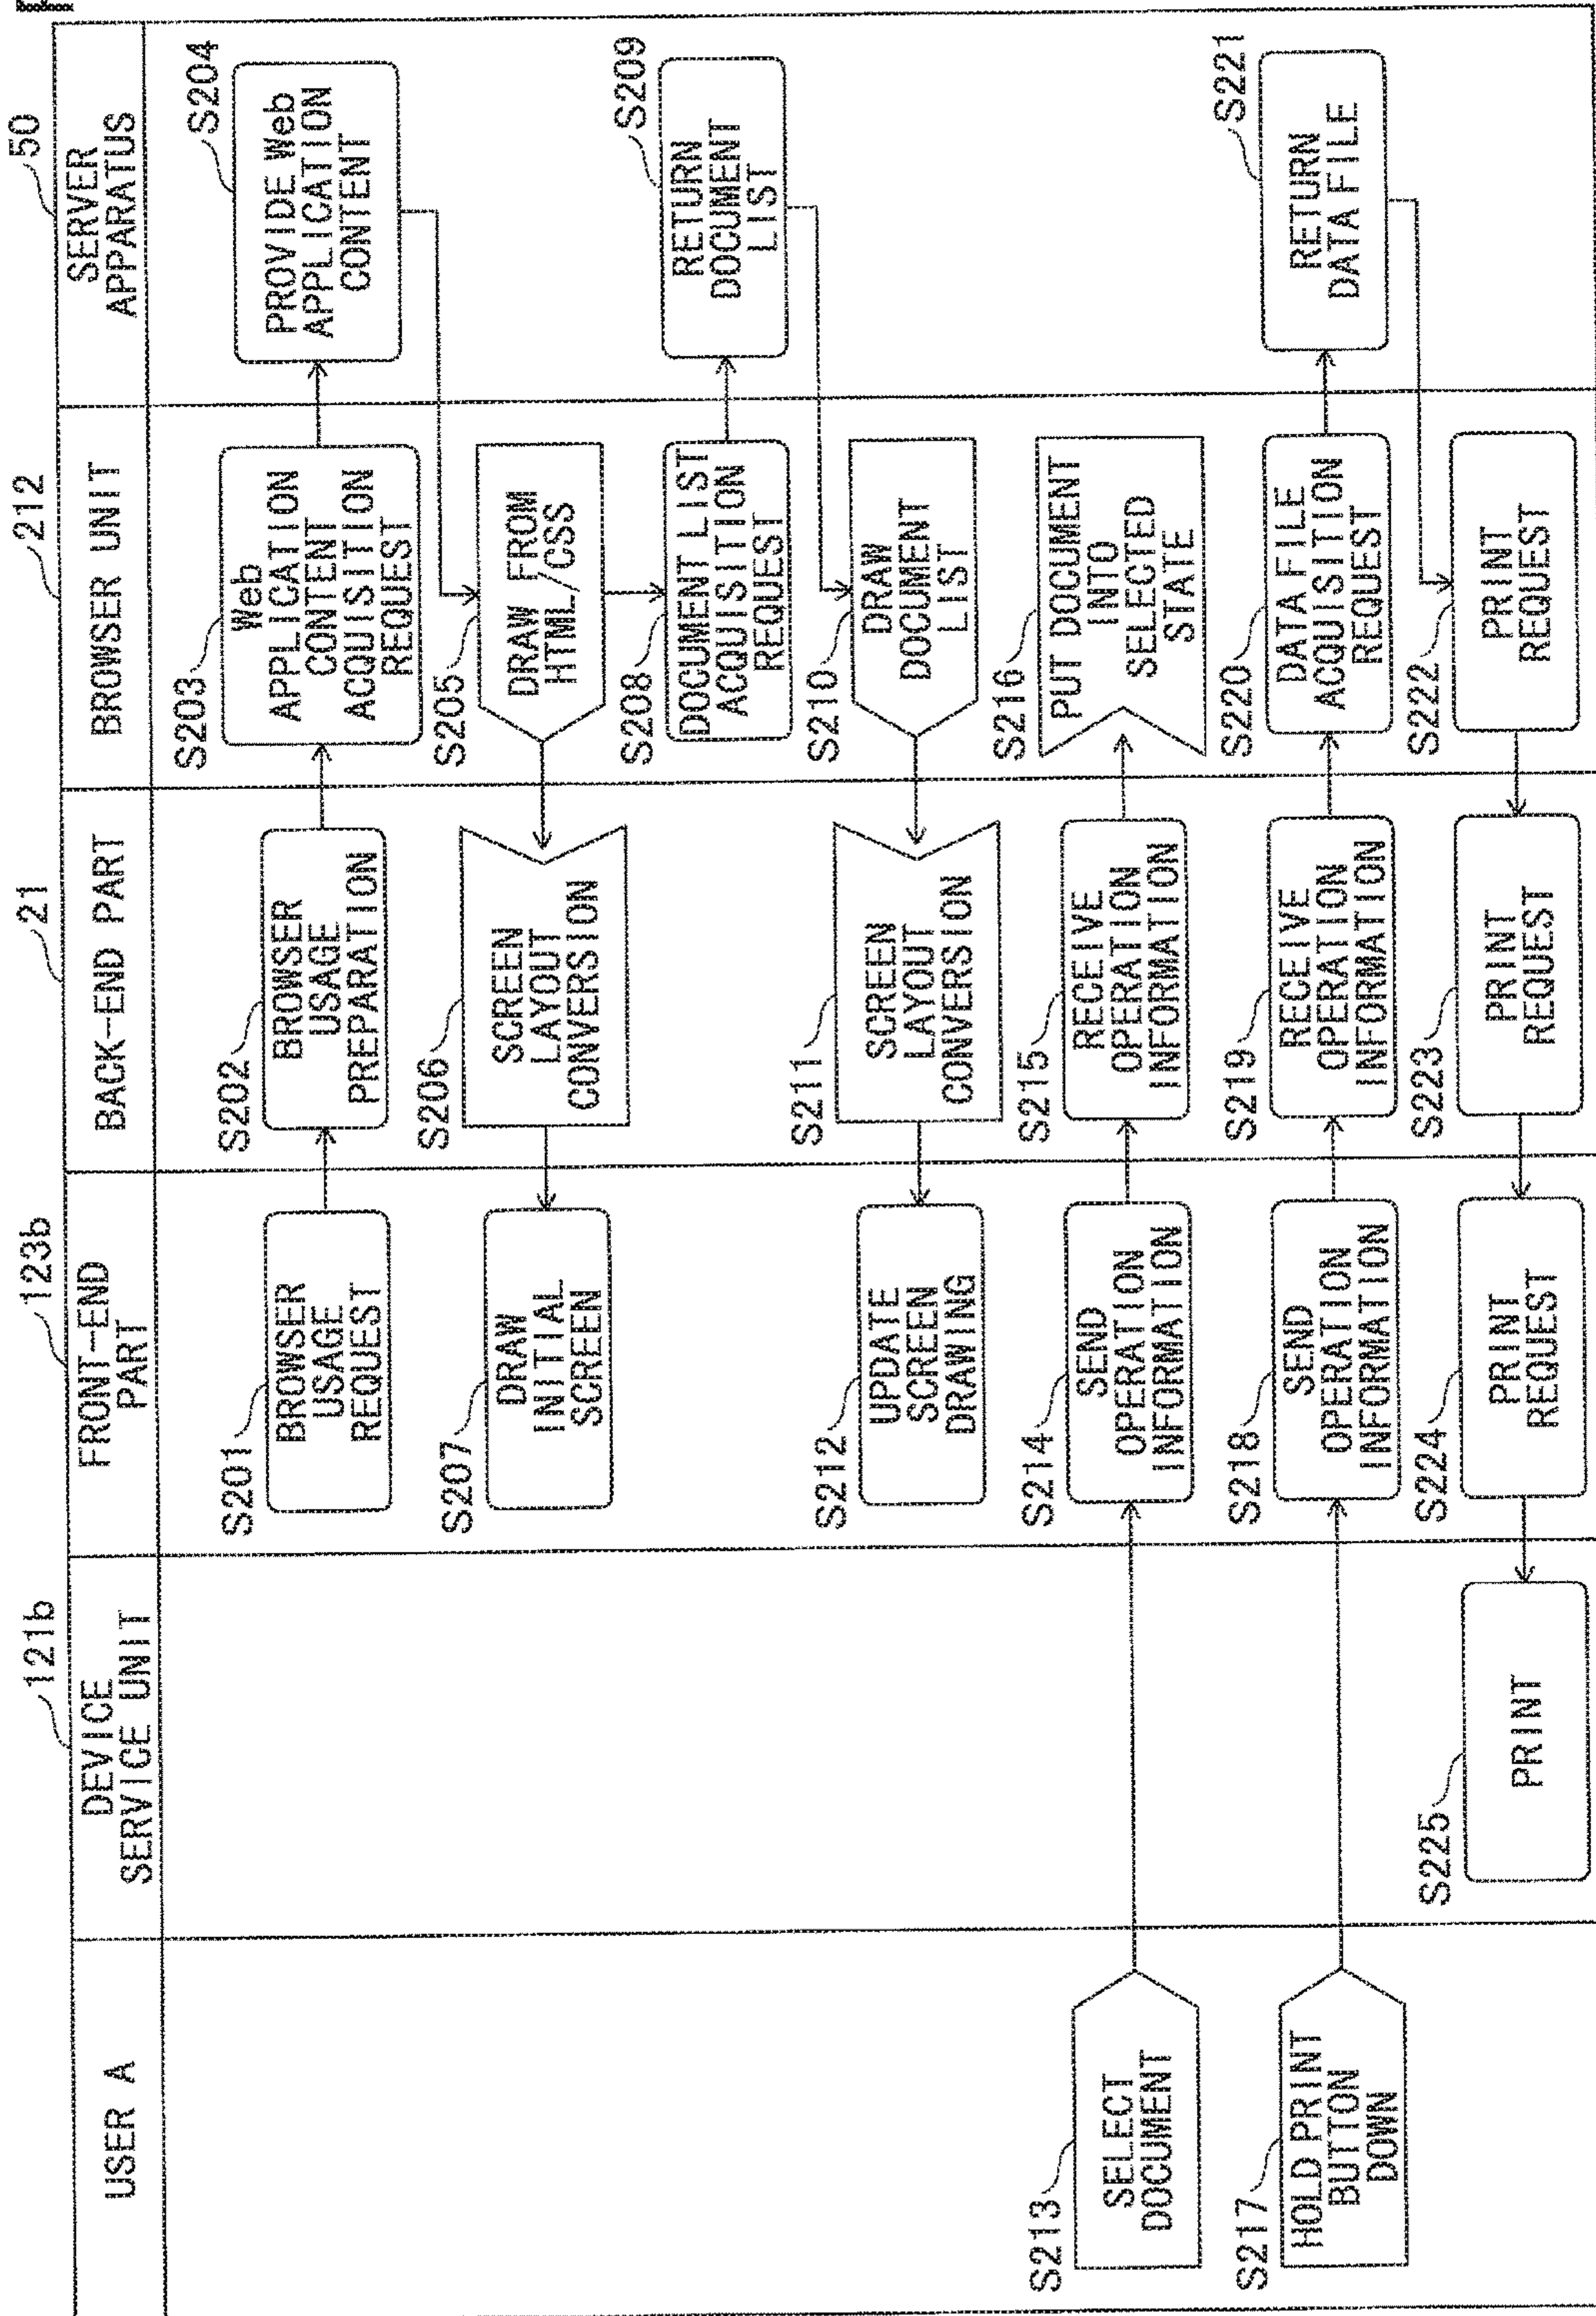 USER A
121b
DEVICE
SERVICE UNIT
123b
FRONT-END
PART
21
BACK-END PART
212
BROWSER UNIT
50
SERVER
APPARATUS
S201
BROWSER
USAGE
REQUEST
S202
BROWSER
USAGE
PREPARATION
S203
Web
APPLICATION
CONTENT
ACQUISITION
REQUEST
S204
PROVIDE Web
APPLICATION
CONTENT
S205
DRAW FROM
HTML/CSS
S206
SCREEN
LAYOUT
CONVERSION
S207
DRAW
INITIAL
SCREEN
S208
DOCUMENT LIST
ACQUISITION
REQUEST
S209
RETURN
DOCUMENT
LIST
S210
DRAW
DOCUMENT
LIST
S211
SCREEN
LAYOUT
CONVERSION
S212
UPDATE
SCREEN
DRAWING
S213
SELECT
DOCUMENT
S214
SEND
OPERATION
INFORMATION
S215
RECEIVE
OPERATION
INFORMATION
S216
PUT DOCUMENT
INTO
SELECTED
STATE
S217
HOLD PRINT
BUTTON
DOWN
S218
SEND
OPERATION
INFORMATION
S219
RECEIVE
OPERATION
INFORMATION
S220
DATA FILE
ACQUISITION
REQUEST
S221
RETURN
DATA FILE
S222
PRINT
REQUEST
S223
PRINT
REQUEST
S224
PRINT
REQUEST
S225
PRINT